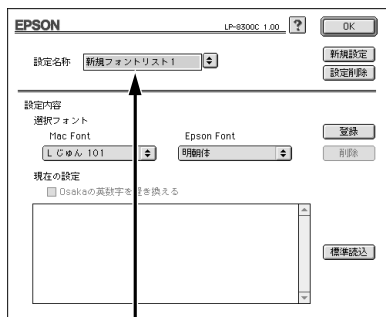 EPSON LP-8300C 1.00 ? OK
設定名称 新規フォントリスト1 新規設定
設定削除
設定内容
選択フォント
Mac Font Epson Font 登録
Lじゅん 101 明朝体 削除
現在の設定
Osakaの英数字を置き換える
標準読込